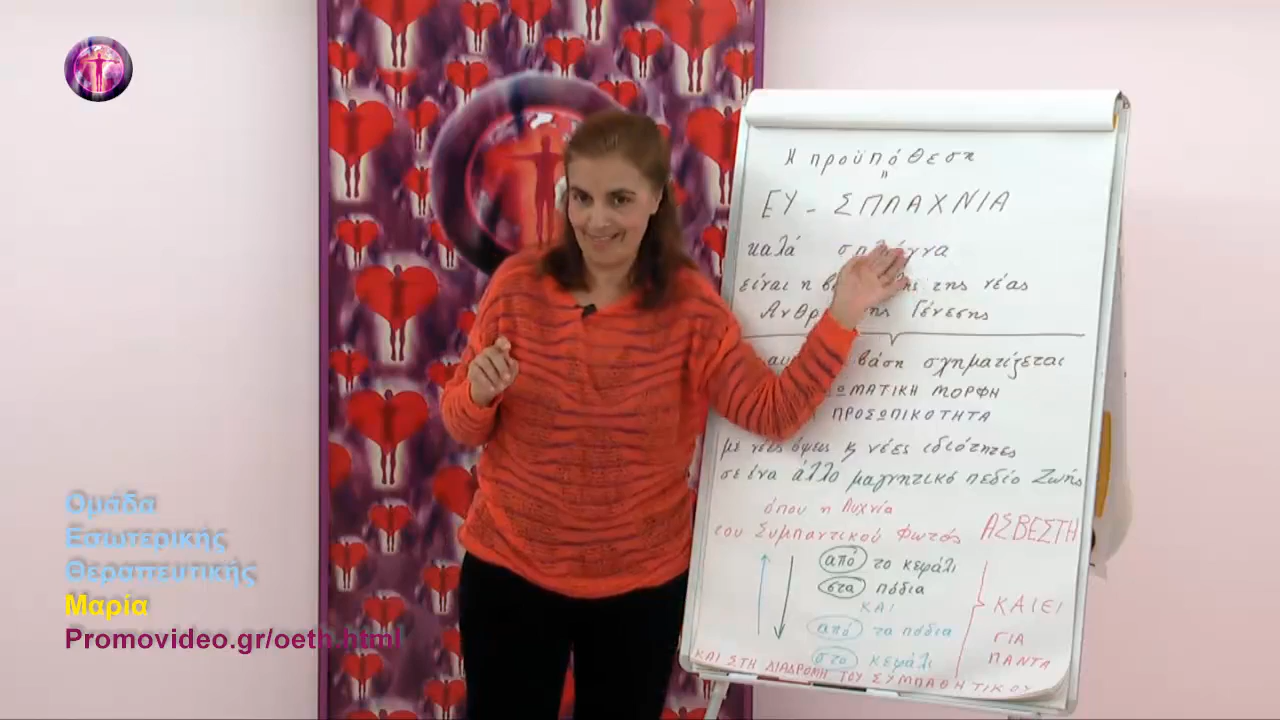 Η προϋπόθεση
"
ΕΥ - ΣΠΛΑΧΝΙΑ
καλά
είναι η της νέας
Γένεσης
βάση σχηματίζεται
ΜΟΡΦΗ
ΠΡΟΣΩΠΙΚΟΤΗΤΑ
με νέες όψεις & νέες ιδιότητες
σε ένα άλλο μαγνητικό πεδίο Ζωής
όπου η Λυχνία
του Συμπαντικού Φωτός ΑΣΒΕΣΤΗ
από το κεφάλι
στα πόδια
ΚΑΙ
από τα πόδια
στο κεφάλι
ΚΑΙΕΙ
ΓΙΑ
ΠΑΝΤΑ
ΚΑΙ ΣΤΗ ΔΙΑΔΡΟΜΗ ΤΟΥ ΣΥΜΠΑΘΗΤΙΚΟΥ
Ομάδα
Εσωτερικής
Θεραπευτικής
Μαρία
Promovideo.gr/oeth.html